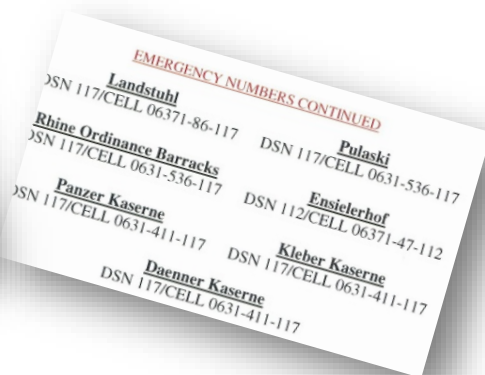 EMERGENCY NUMBERS CONTINUED
Landstuhl
DSN 117/CELL 06371-86-117
Rhine Ordinance Barracks
DSN 117/CELL 0631-536-117
Panzer Kaserne
DSN 117/CELL 0631-411-117
Pulaski
DSN 117/CELL 0631-536-117
Ensielerhof
DSN 112/CELL 06371-47-112
Kleber Kaserne
DSN 117/CELL 0631-411-117
Daenner Kaserne
DSN 117/CELL 0631-411-117